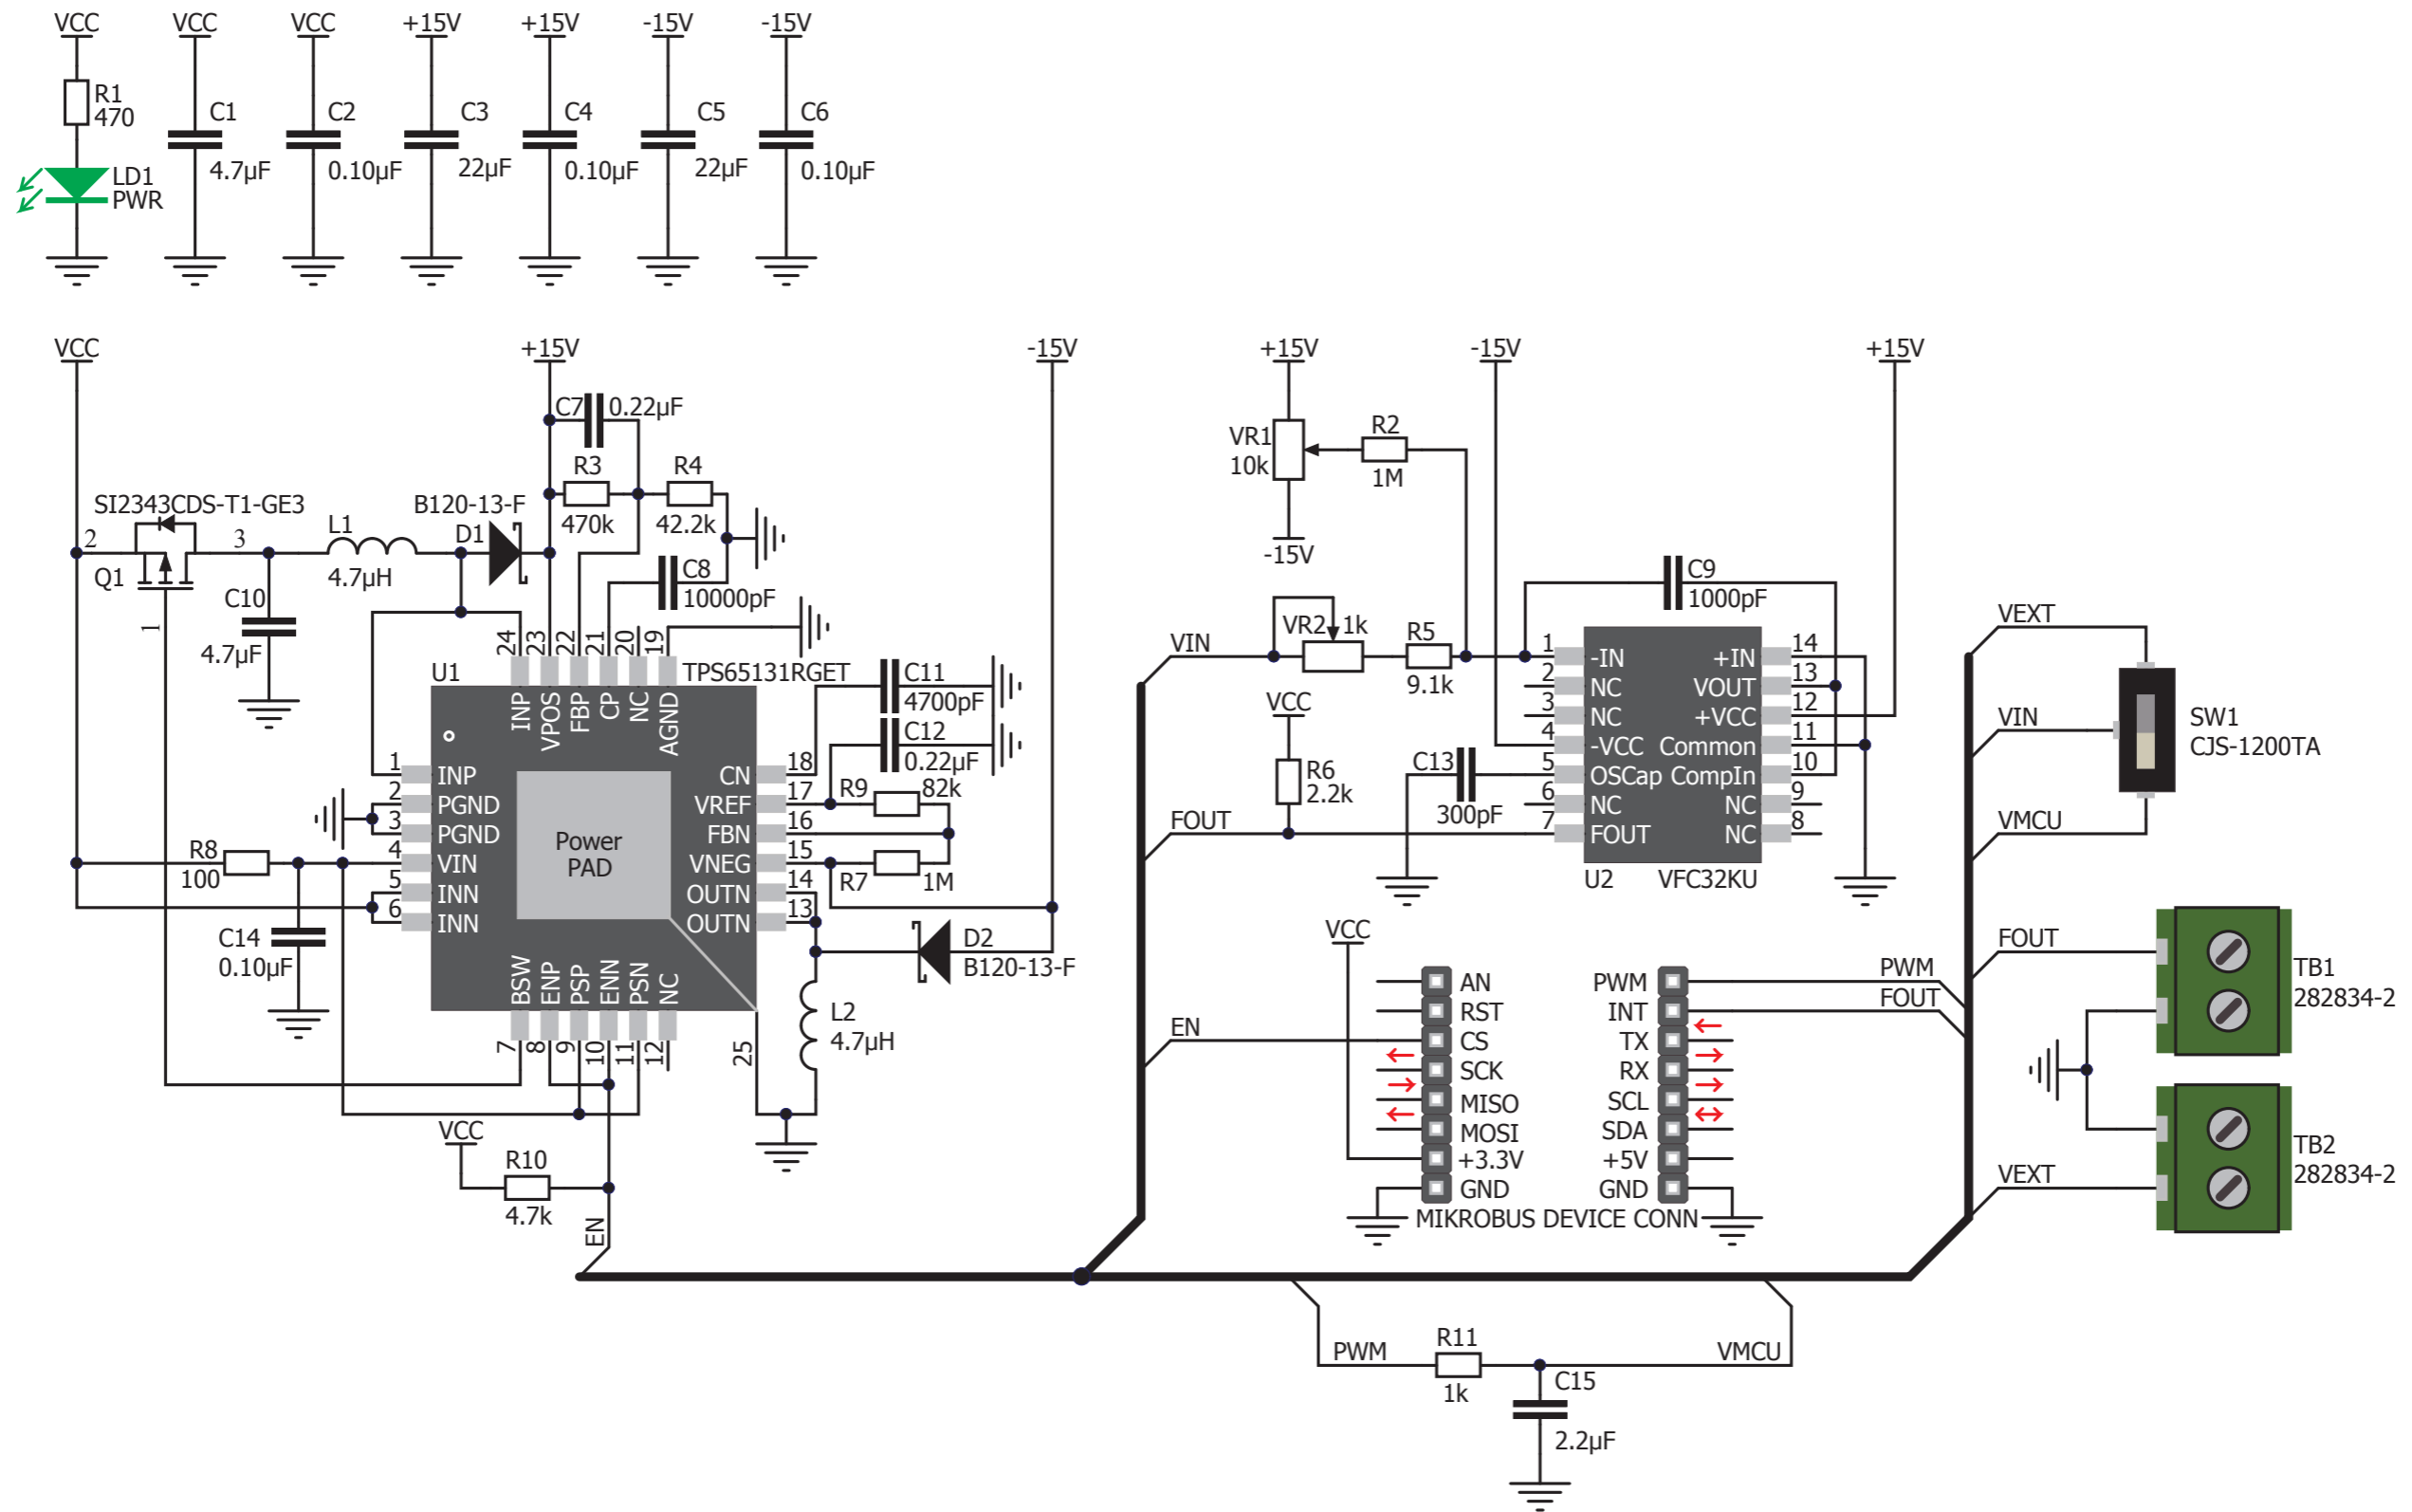 VCC VCC VCC +15V +15V -15V -15V
R1
470
C1
4.7µF
C2
0.10µF
C3
22µF
C4
0.10µF
C5
22µF
C6
0.10µF
LD1
PWR
VCC
+15V
-15V
+15V
-15V
+15V
C7 0.22µF
R3
470k
R4
42.2k
SI2343CDS-T1-GE3
2
3
1
Q1
L1
4.7µH
B120-13-F
D1
C8
10000pF
C10
4.7µF
U1
TPS65131RGET
24 23 22 21 20 19
INP VPOS FBP CP NC AGND
C11
4700pF
C12
0.22µF
1 INP
2 PGND
3 PGND
4 VIN
5 INN
6 INN
Power
PAD
CN 18
VREF 17
FBN 16
VNEG 15
OUTN 14
OUTN 13
R9 82k
R7 1M
R8
100
C14
0.10µF
D2
B120-13-F
BSW ENP PSP ENN PSN NC
7 8 9 10 11 12
25
L2
4.7µH
VCC
R10
4.7k
EN
VR1
10k
R2
1M
-15V
VIN
VR2 1k
R5
9.1k
C9
1000pF
VCC
R6
2.2k
C13
300pF
FOUT
1 -IN
2 NC
3 NC
4 -VCC
5 OSCap
6 NC
7 FOUT
+IN 14
VOUT 13
+VCC 12
Common 11
CompIn 10
NC 9
NC 8
U2 VFC32KU
VCC
EN
AN
RST
CS
SCK
MISO
MOSI
+3.3V
GND
PWM
INT
TX
RX
SCL
SDA
+5V
GND
MIKROBUS DEVICE CONN
PWM
FOUT
VEXT
VIN
VMCU
SW1
CJS-1200TA
FOUT
TB1
282834-2
TB2
282834-2
VEXT
PWM
R11
1k
VMCU
C15
2.2µF